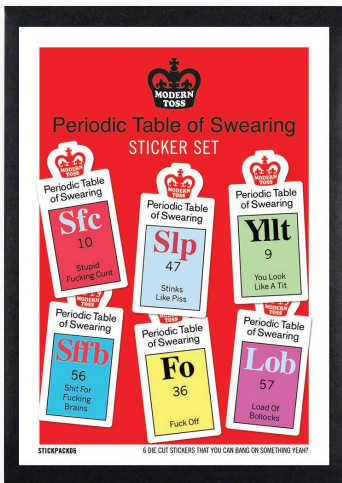 MODERN
TOSS
Periodic Table of Swearing
STICKER SET
MODERN
TOSS
Periodic Table
of Swearing
Sfc
10
Stupid
Fucking Cunt
MODERN
TOSS
Periodic Table
of Swearing
Slp
47
Stinks
Like Piss
MODERN
TOSS
Periodic Table
of Swearing
Yllt
9
You Look
Like A Tit
MODERN
TOSS
Periodic Table
of Swearing
Sffb
56
Shit For
Fucking
Brains
MODERN
TOSS
Periodic Table
of Swearing
Fo
36
Fuck Off
MODERN
TOSS
Periodic Table
of Swearing
Lob
57
Load Of
Bollocks
STICKPACK06
6 DIE CUT STICKERS THAT YOU CAN BANG ON SOMETHING YEAH?